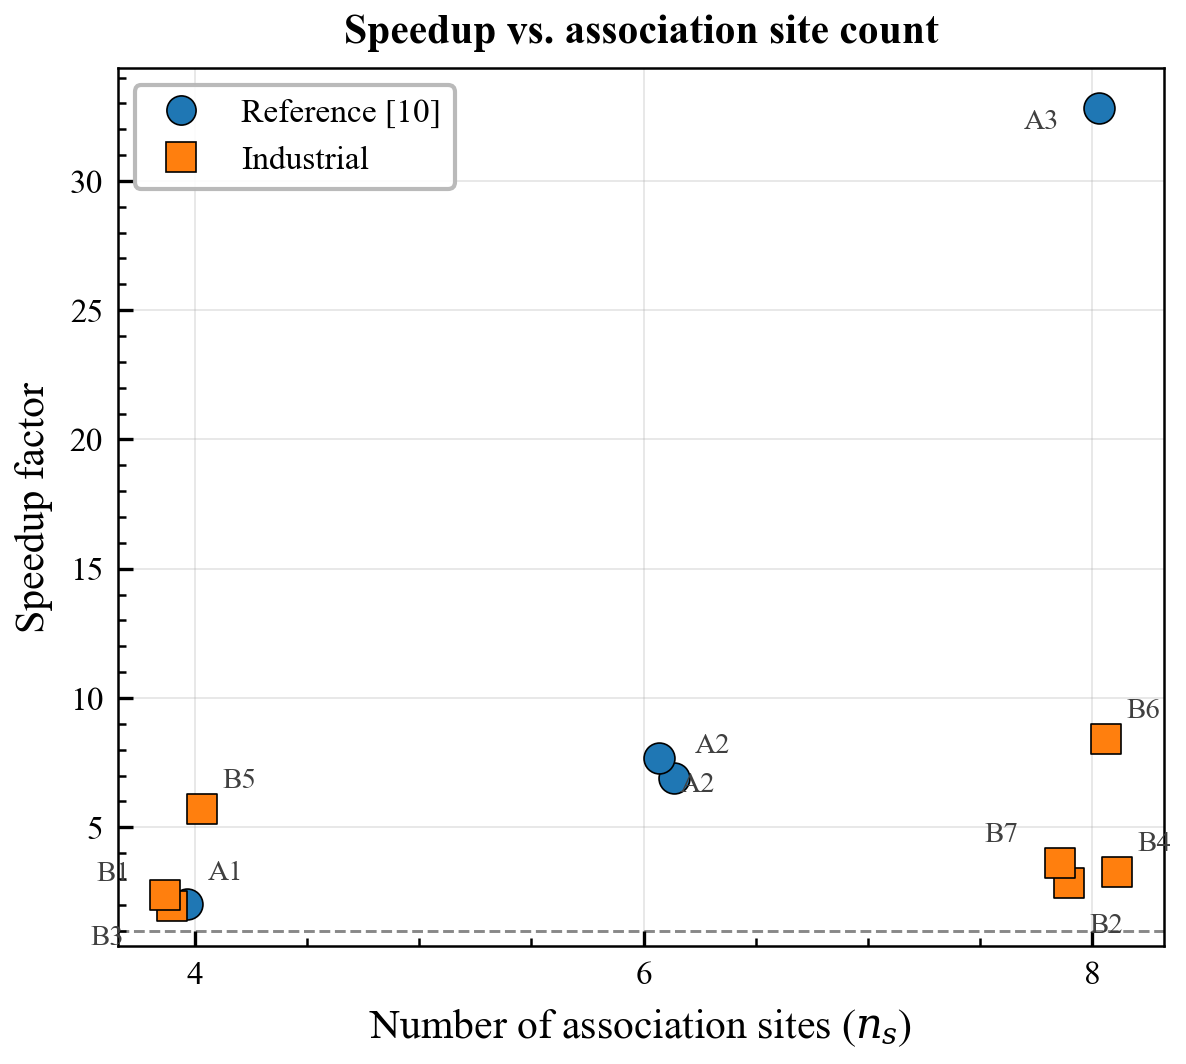 Speedup vs. association site count
Reference [10]
Industrial
A3
30
25
20
15
10
5
Speedup factor
B6
A2
A2
B5
B7
B4
B1
A1
B2
B3
4
6
8
Number of association sites (nₛ)